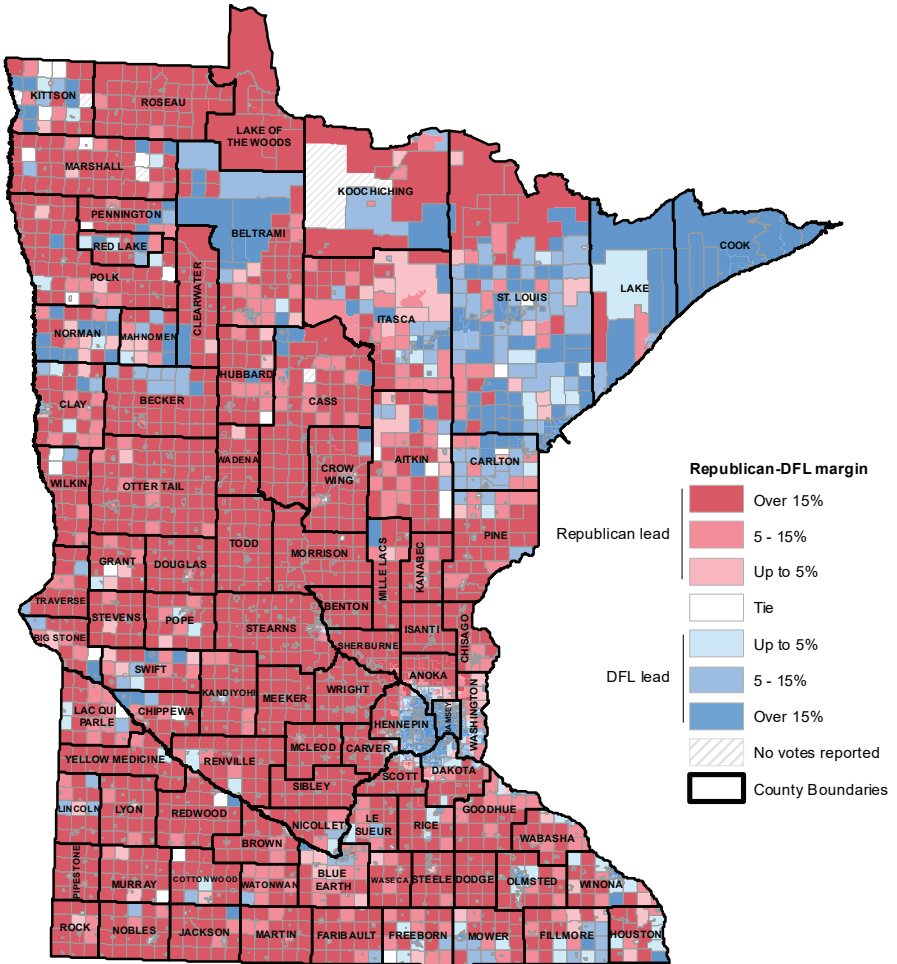 KITTSON
ROSEAU
LAKE OF
THE WOODS
MARSHALL
KOOCHICHING
PENNINGTON
BELTRAMI
RED LAKE
COOK
POLK
CLEARWATER
LAKE
ST. LOUIS
ITASCA
NORMAN
MAHNOMEN
HUBBARD
CASS
CLAY
BECKER
WADENA
CROW
WING
AITKIN
CARLTON
WILKIN
OTTER TAIL
PINE
TODD
MORRISON
MILLE LACS
KANABEC
GRANT
DOUGLAS
TRAVERSE
BENTON
STEVENS
POPE
STEARNS
ISANTI
CHISAGO
BIG STONE
SHERBURNE
SWIFT
ANOKA
KANDIYOHI
MEEKER
WRIGHT
WASHINGTON
LAC QUI
PARLE
CHIPPEWA
HENNEPIN
RAMSEY
MCLEOD
CARVER
YELLOW MEDICINE
RENVILLE
SCOTT
DAKOTA
SIBLEY
LINCOLN
LYON
REDWOOD
NICOLLET
LE
SUEUR
RICE
GOODHUE
BROWN
WABASHA
PIPESTONE
MURRAY
COTTONWOOD
WATONWAN
BLUE
EARTH
WASECA
STEELE
DODGE
OLMSTED
WINONA
ROCK
NOBLES
JACKSON
MARTIN
FARIBAULT
FREEBORN
MOWER
FILLMORE
HOUSTON
Republican-DFL margin
Republican lead
Over 15%
5 - 15%
Up to 5%
Tie
DFL lead
Up to 5%
5 - 15%
Over 15%
No votes reported
County Boundaries